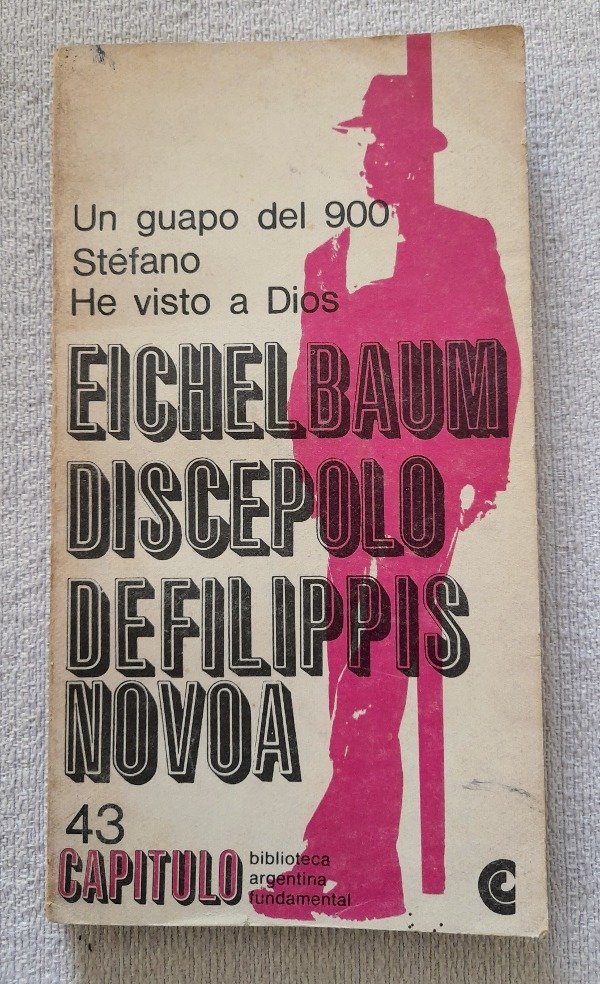 Un guapo del 900
Stéfano
He visto a Dios
EICHELBAUM
DISCEPOLO
DEFILIPPIS
NOVOA
43
CAPITULO
biblioteca
argentina
fundamental